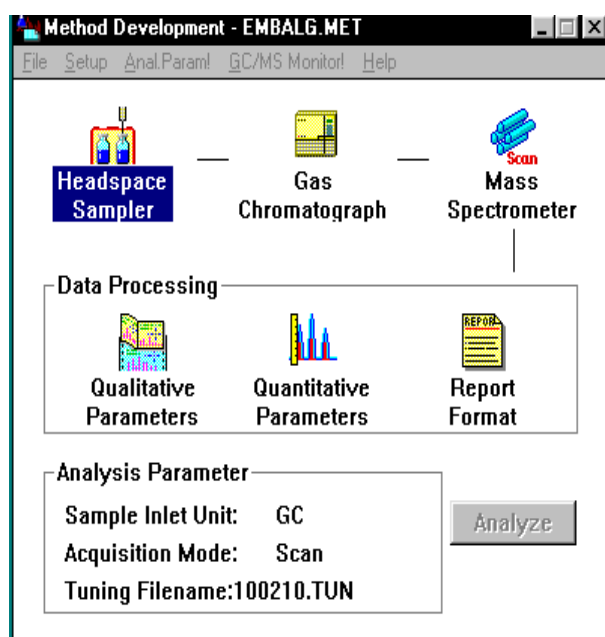 Method Development - EMBALG.MET
File Setup Anal.Param! GC/MS Monitor! Help
Scan
Headspace Gas Mass
Sampler Chromatograph Spectrometer
Data Processing
REPOR
Qualitative Quantitative Report
Parameters Parameters Format
Analysis Parameter
Sample Inlet Unit: GC
Analyze
Acquisition Mode: Scan
Tuning Filename:100210.TUN